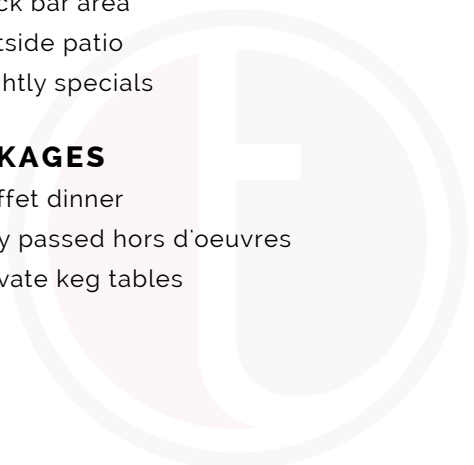 ck bar area
tside patio
htly specials
KAGES
ffet dinner
y passed hors d'oeuvres
vate keg tables
t